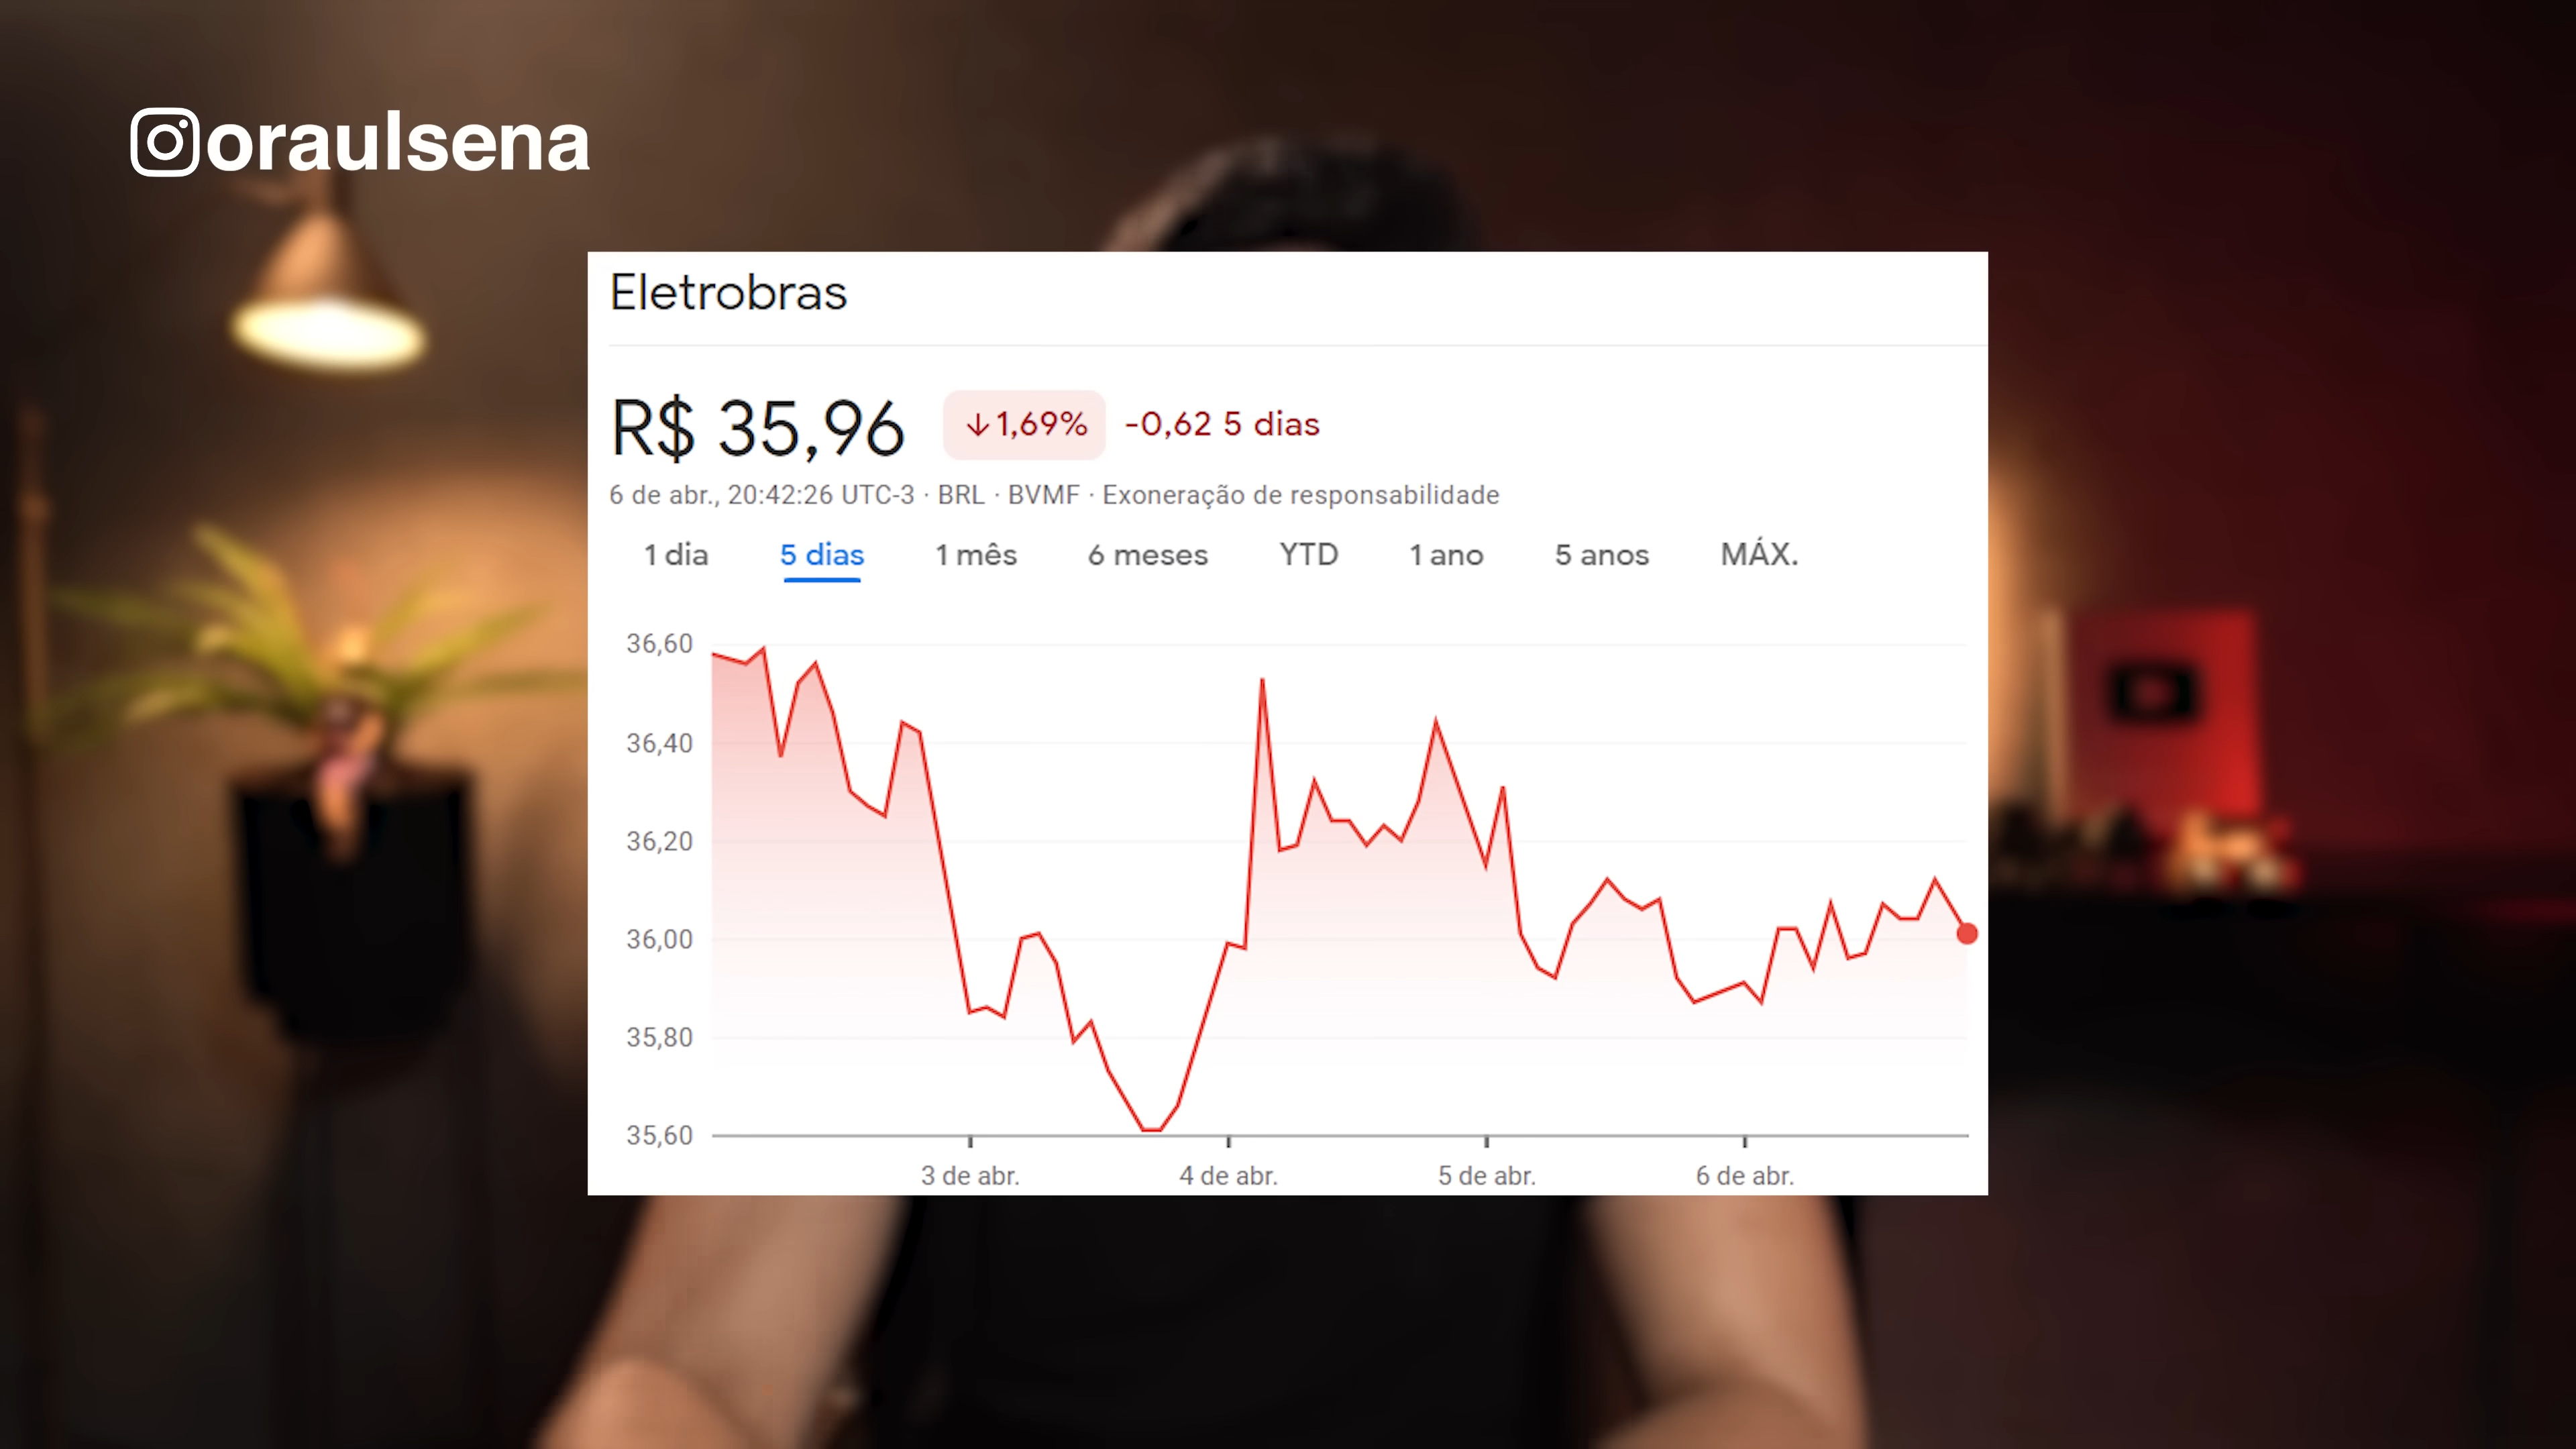 oraulsena
Eletrobras
R$ 35,96 ↓1,69% -0,62 5 dias
6 de abr., 20:42:26 UTC-3 · BRL · BVMF · Exoneração de responsabilidade
1 dia 5 dias 1 mês 6 meses YTD 1 ano 5 anos MÁX.
36,60
36,40
36,20
36,00
35,80
35,60
3 de abr. 4 de abr. 5 de abr. 6 de abr.